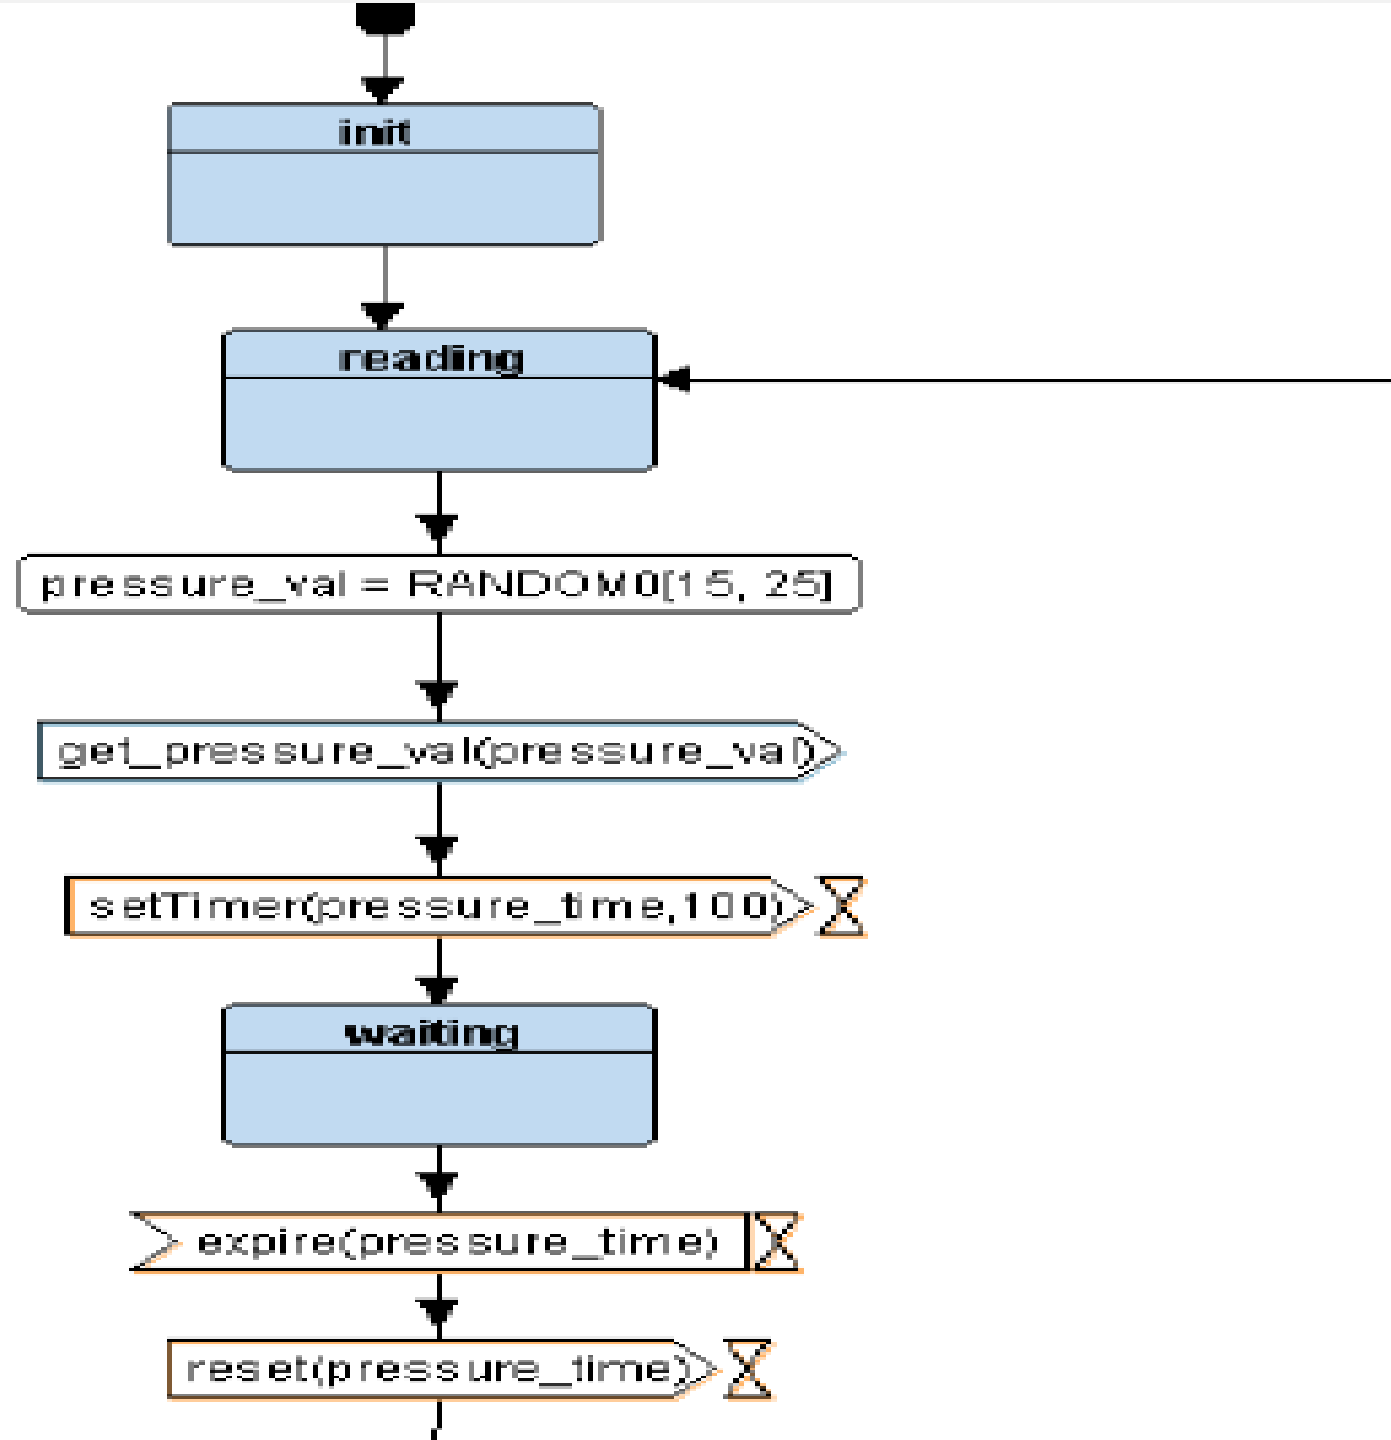 init
reading
pressure_val = RANDOM0[15, 25]
get_pressure_val(pressure_val)
setTimer(pressure_time,100)
waiting
expire(pressure_time)
reset(pressure_time)